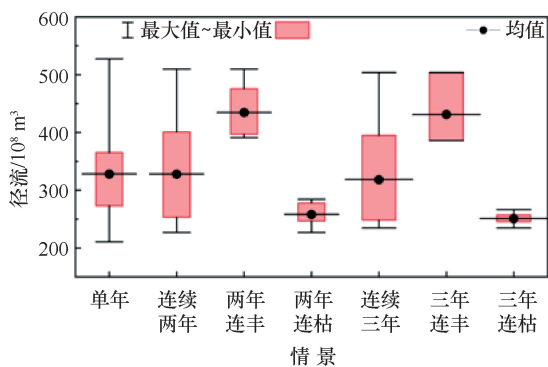 600
500
400
300
200
径流/10⁸ m³
最大值~最小值
均值
单年
连续
两年
两年
连丰
两年
连枯
连续
三年
三年
连丰
三年
连枯
情 景